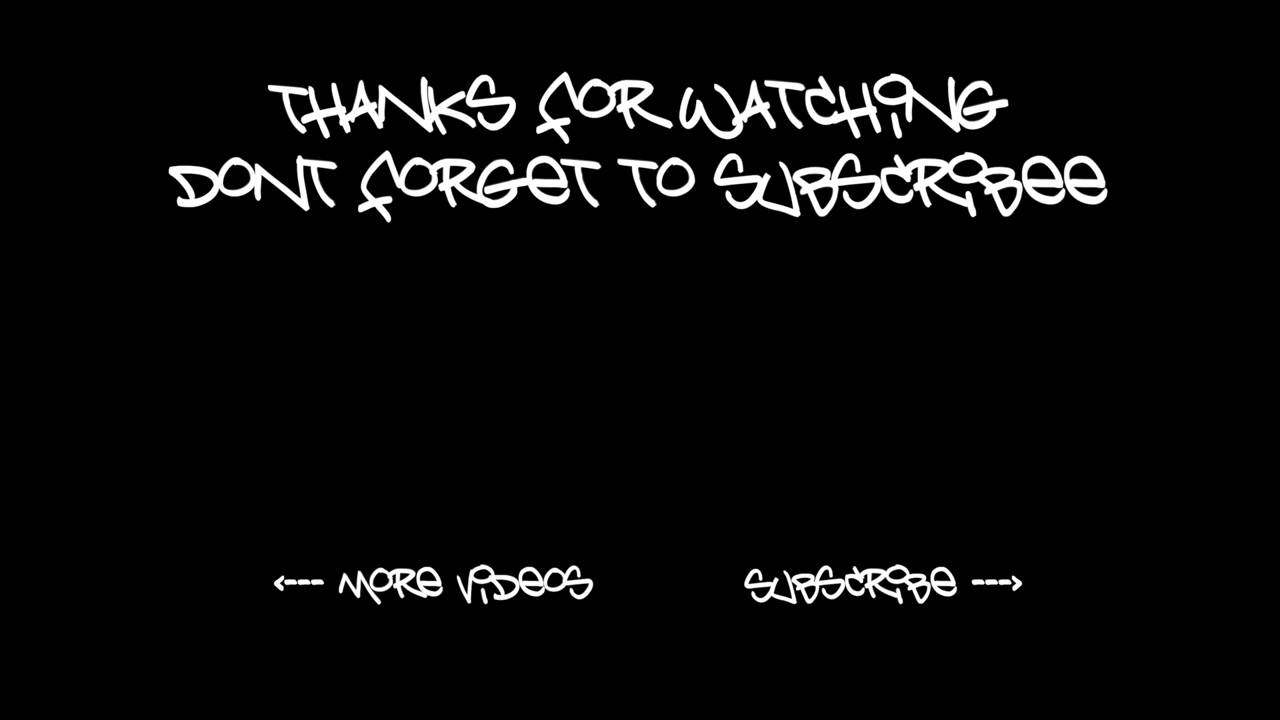 THANKS FOR WATCHING
DONT FORGET TO SUBSCRIBEE
<--- MORE VIDEOS
SUBSCRIBE --->